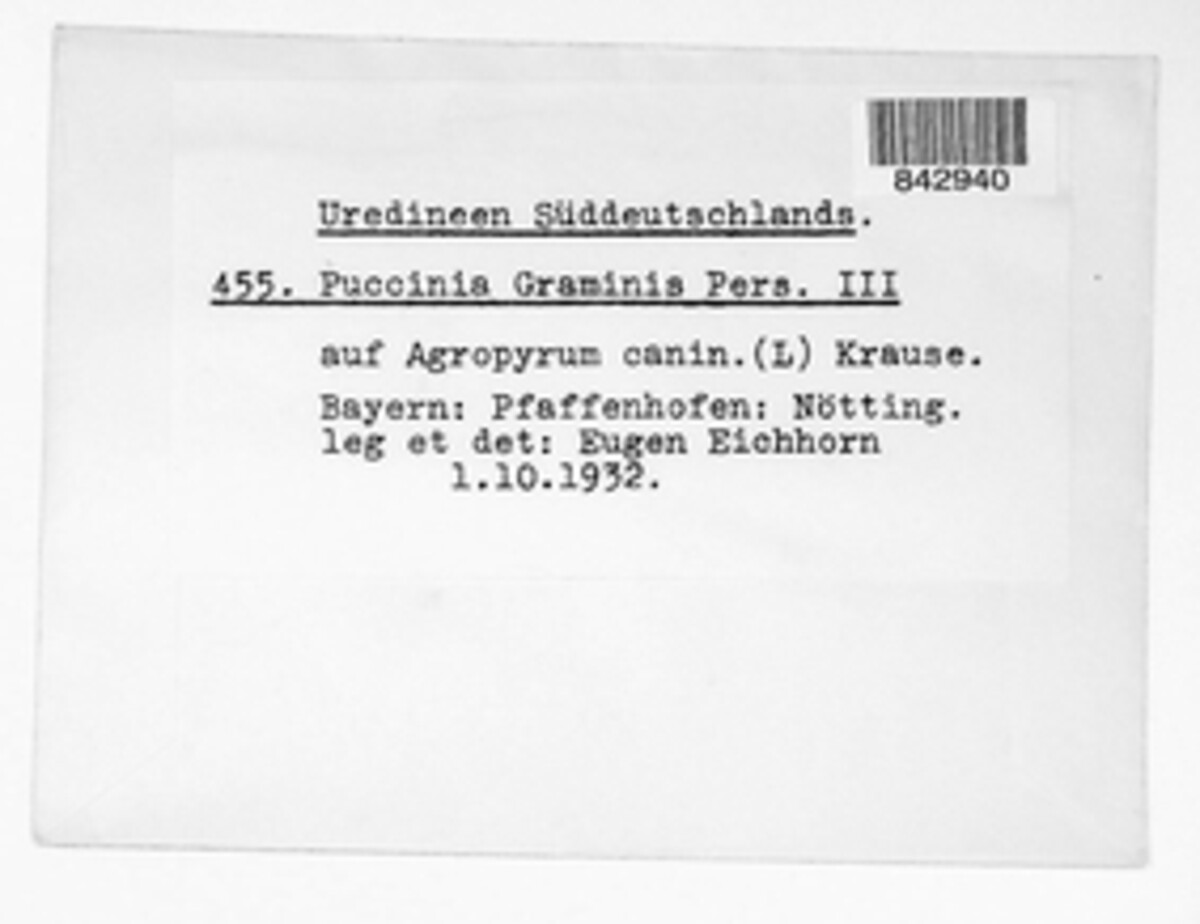 842940
Uredineen Süddeutschlands.
455. Puccinia Graminis Pers. III
auf Agropyrum canin.(L) Krause.
Bayern: Pfaffenhofen: Nötting.
leg et det: Eugen Eichhorn
1.10.1932.